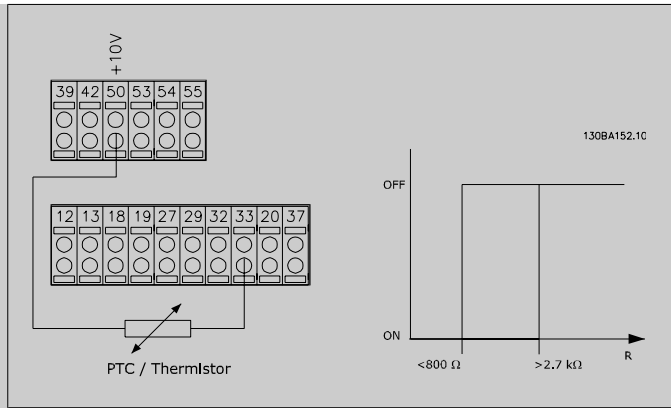 +10V
39 42 50 53 54 55
130BA152.10
OFF
12 13 18 19 27 29 32 33 20 37
ON
R
<800 Ω
>2.7 kΩ
PTC / Thermistor